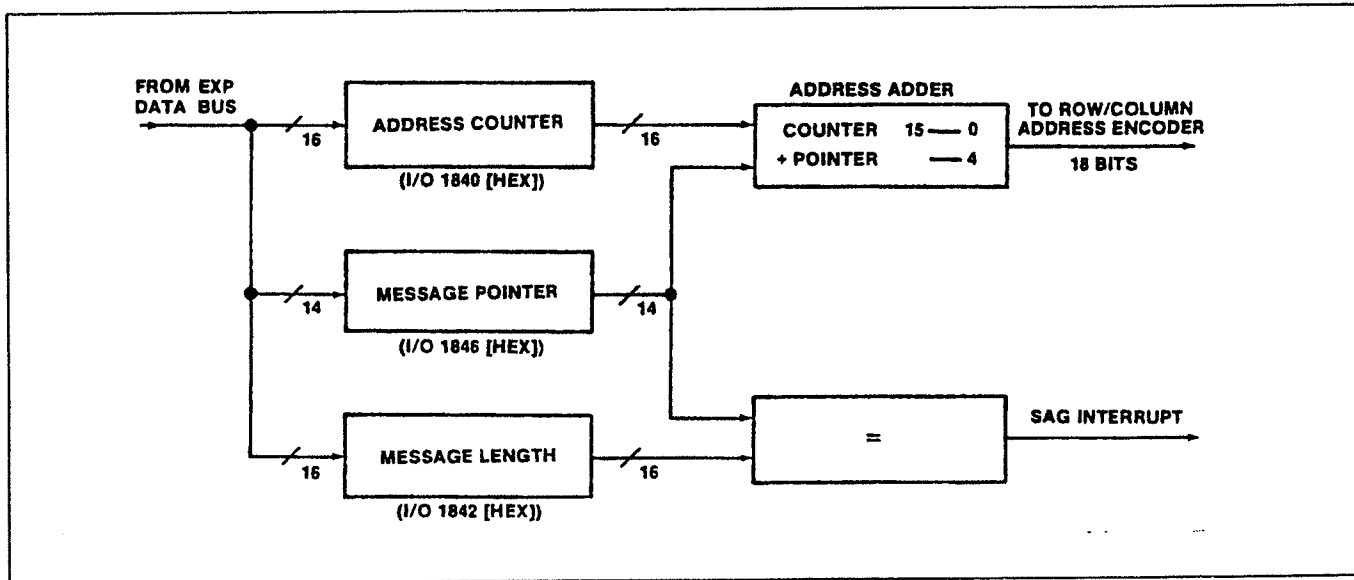 FROM EXP
DATA BUS
16
ADDRESS COUNTER
(I/O 1840 [HEX])
16
ADDRESS ADDER
COUNTER 15 — 0
+ POINTER — 4
TO ROW/COLUMN
ADDRESS ENCODER
18 BITS
14
MESSAGE POINTER
(I/O 1846 [HEX])
14
16
MESSAGE LENGTH
(I/O 1842 [HEX])
16
=
SAG INTERRUPT